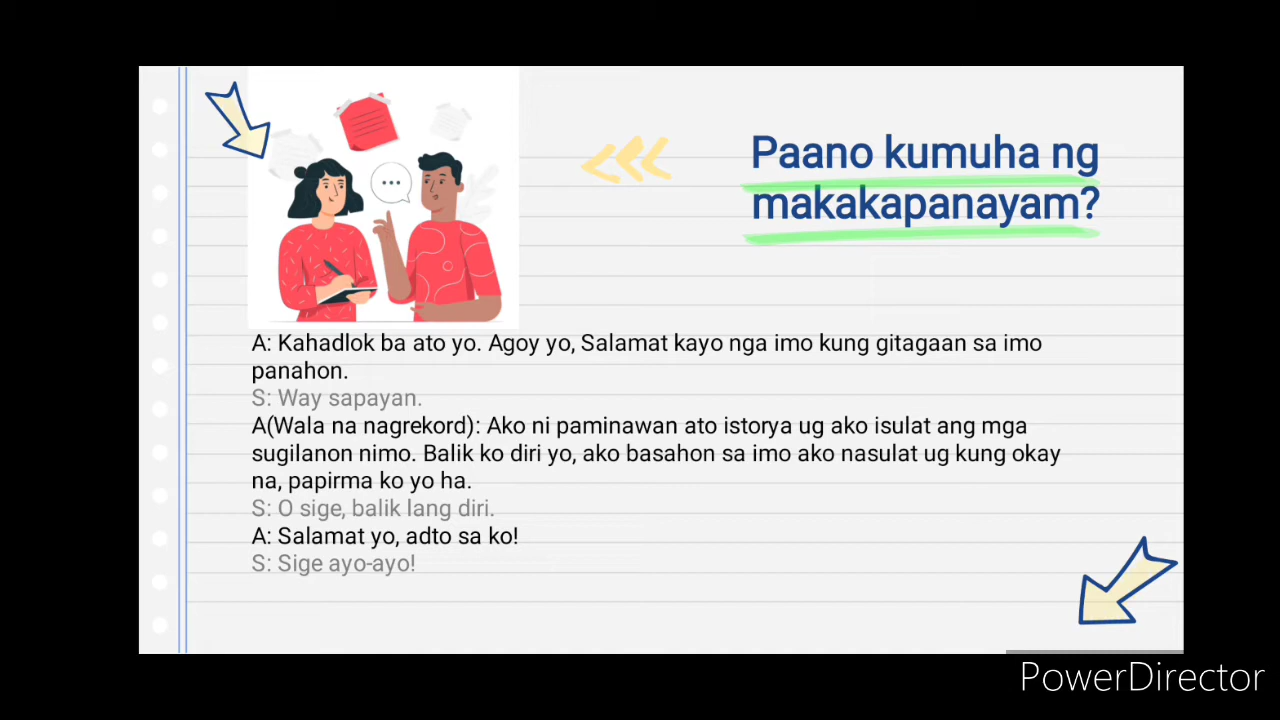 Paano kumuha ng
makakapanayam?
A: Kahadlok ba ato yo. Agoy yo, Salamat kayo nga imo kung gitagaan sa imo
panahon.
S: Way sapayan.
A(Wala na nagrekord): Ako ni paminawan ato istorya ug ako isulat ang mga
sugilanon nimo. Balik ko diri yo, ako basahon sa imo ako nasulat ug kung okay
na, papirma ko yo ha.
S: O sige, balik lang diri.
A: Salamat yo, adto sa ko!
S: Sige ayo-ayo!
PowerDirector